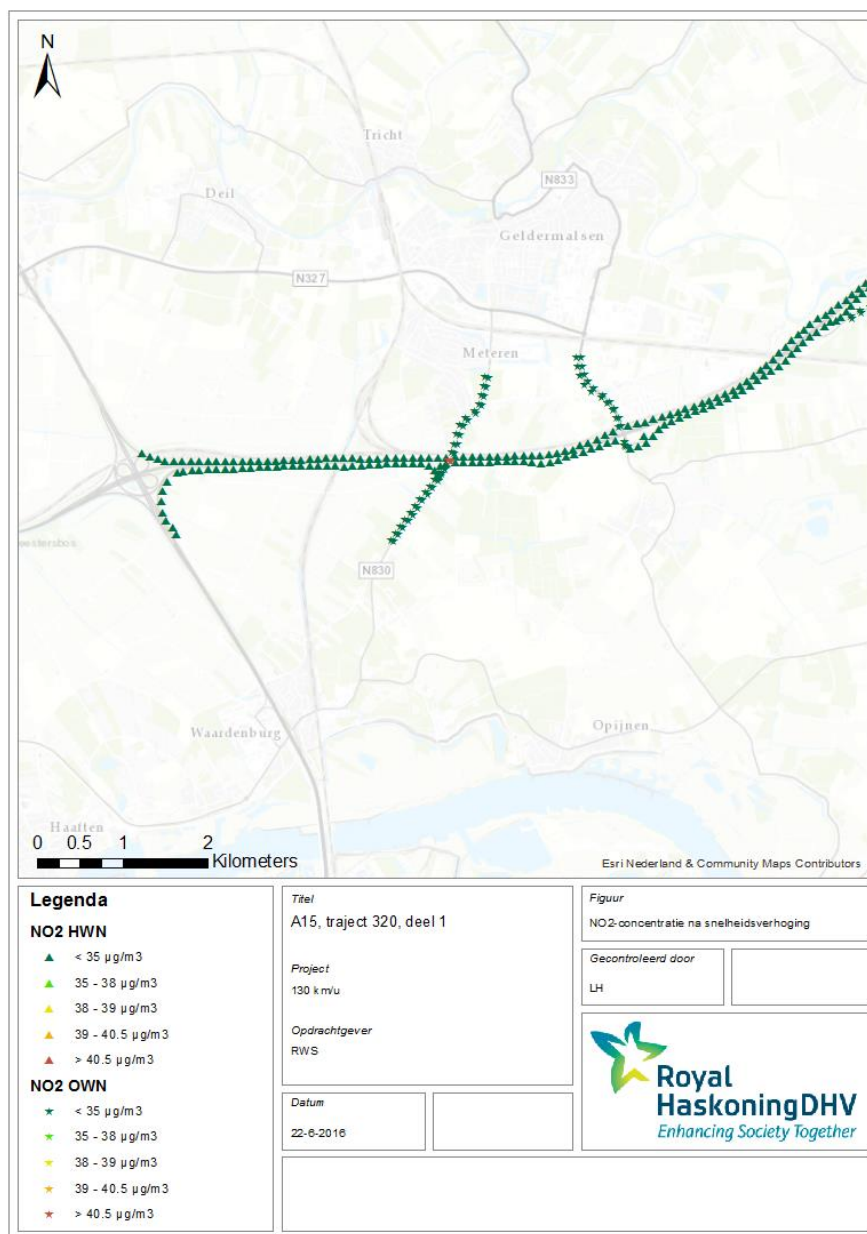 N
Tricht
N833
Deil
Geldermalsen
N327
Meteren
N830
Waardenburg
Opijnen
Haaften
0 0.5 1 2
Kilometers
Esri Nederland & Community Maps Contributors
Legenda
NO2 HWN
< 35 µg/m3
35 - 38 µg/m3
38 - 39 µg/m3
39 - 40.5 µg/m3
> 40.5 µg/m3
NO2 OWN
< 35 µg/m3
35 - 38 µg/m3
38 - 39 µg/m3
39 - 40.5 µg/m3
> 40.5 µg/m3
Titel
A15, traject 320, deel 1
Project
130 km/u
Opdrachtgever
RWS
Datum
22-6-2016
Figuur
NO2-concentratie na snelheidsverhoging
Gecontroleerd door
LH
Royal
HaskoningDHV
Enhancing Society Together